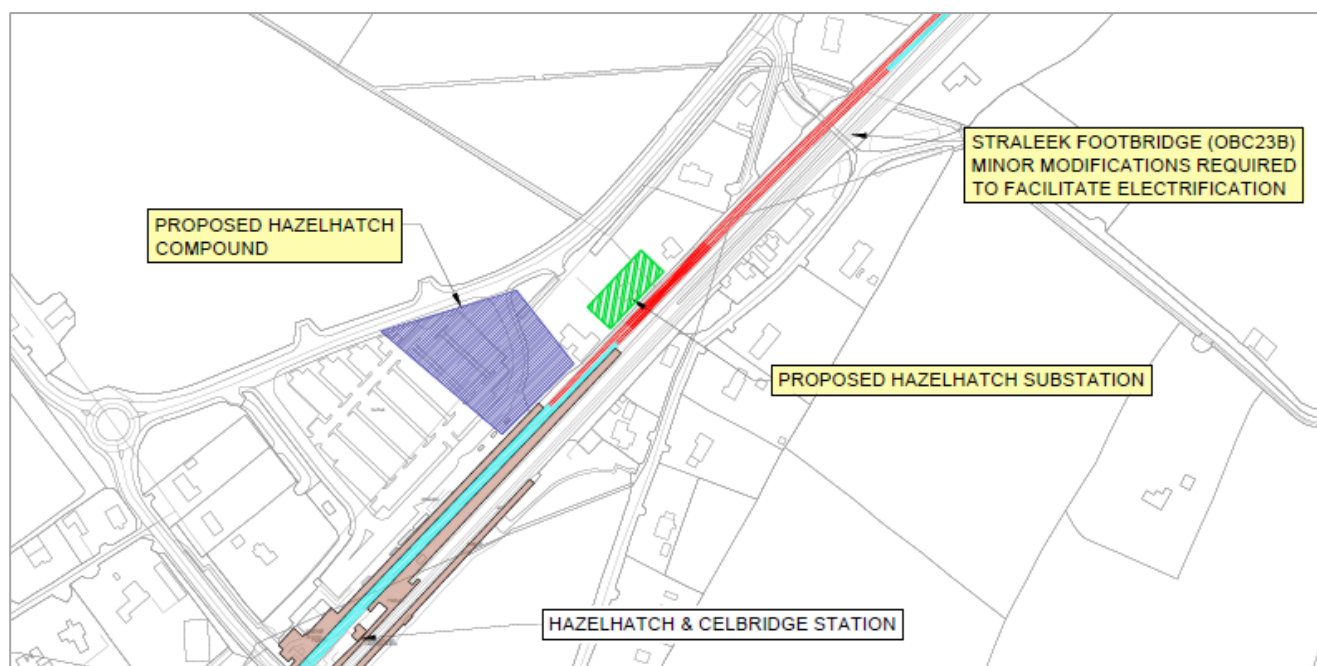 STRALEEK FOOTBRIDGE (OBC23B)
MINOR MODIFICATIONS REQUIRED
TO FACILITATE ELECTRIFICATION
PROPOSED HAZELHATCH
COMPOUND
PROPOSED HAZELHATCH SUBSTATION
HAZELHATCH & CELBRIDGE STATION